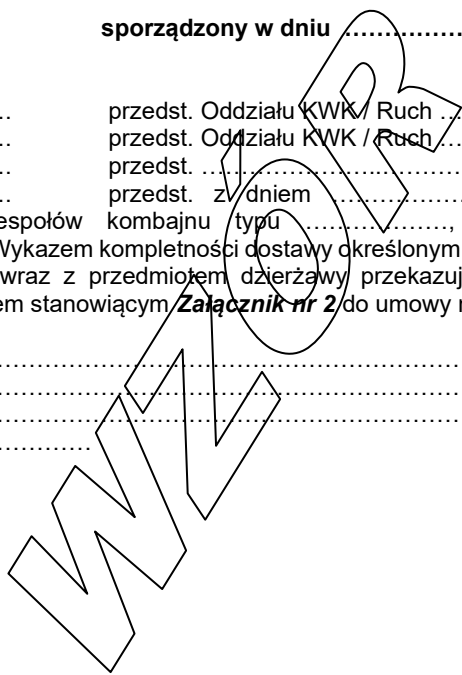 sporządzony w dniu ……………
.. przedst. Oddziału KWK / Ruch …
.. przedst. Oddziału KWK / Ruch …
.. przedst. ……………………..……………
.. przedst. z dniem ……………………
espołów kombajnu typu ………………,
Wykazem kompletności dostawy określonym
wraz z przedmiotem dzierżawy przekazuj
em stanowiącym Załącznik nr 2 do umowy n
……………………………………………………………
……………………………………………………………
……………………………………………………………
…………
WZÓR